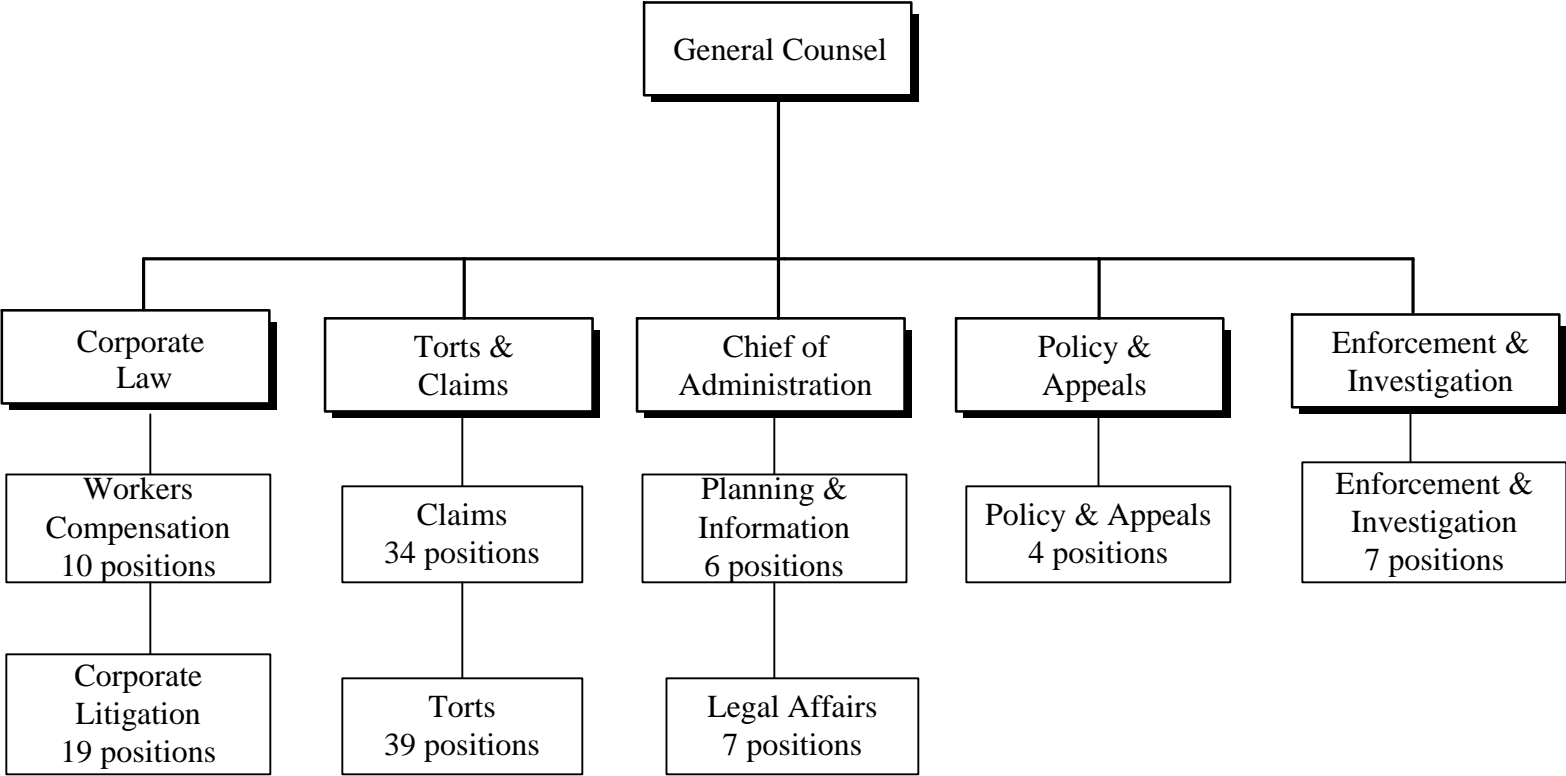 General Counsel
Corporate
Law
Torts &
Claims
Chief of
Administration
Policy &
Appeals
Enforcement &
Investigation
Workers
Compensation
10 positions
Claims
34 positions
Planning &
Information
6 positions
Policy & Appeals
4 positions
Enforcement &
Investigation
7 positions
Corporate
Litigation
19 positions
Torts
39 positions
Legal Affairs
7 positions